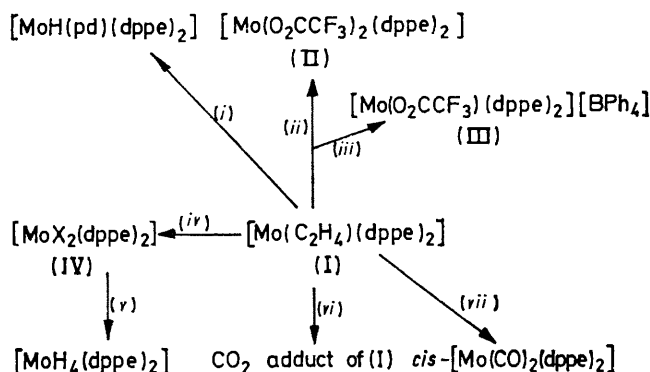 [MoH(pd)(dppe)₂] [Mo(O₂CCF₃)₂(dppe)₂]
(II)
[Mo(O₂CCF₃)(dppe)₂][BPh₄]
(III)
(i) (ii) (iii)
[MoX₂(dppe)₂] (iv) [Mo(C₂H₄)(dppe)₂]
(IV) (I)
(v) (vi) (vii)
[MoH₄(dppe)₂] CO₂ adduct of (I) cis-[Mo(CO)₂(dppe)₂]